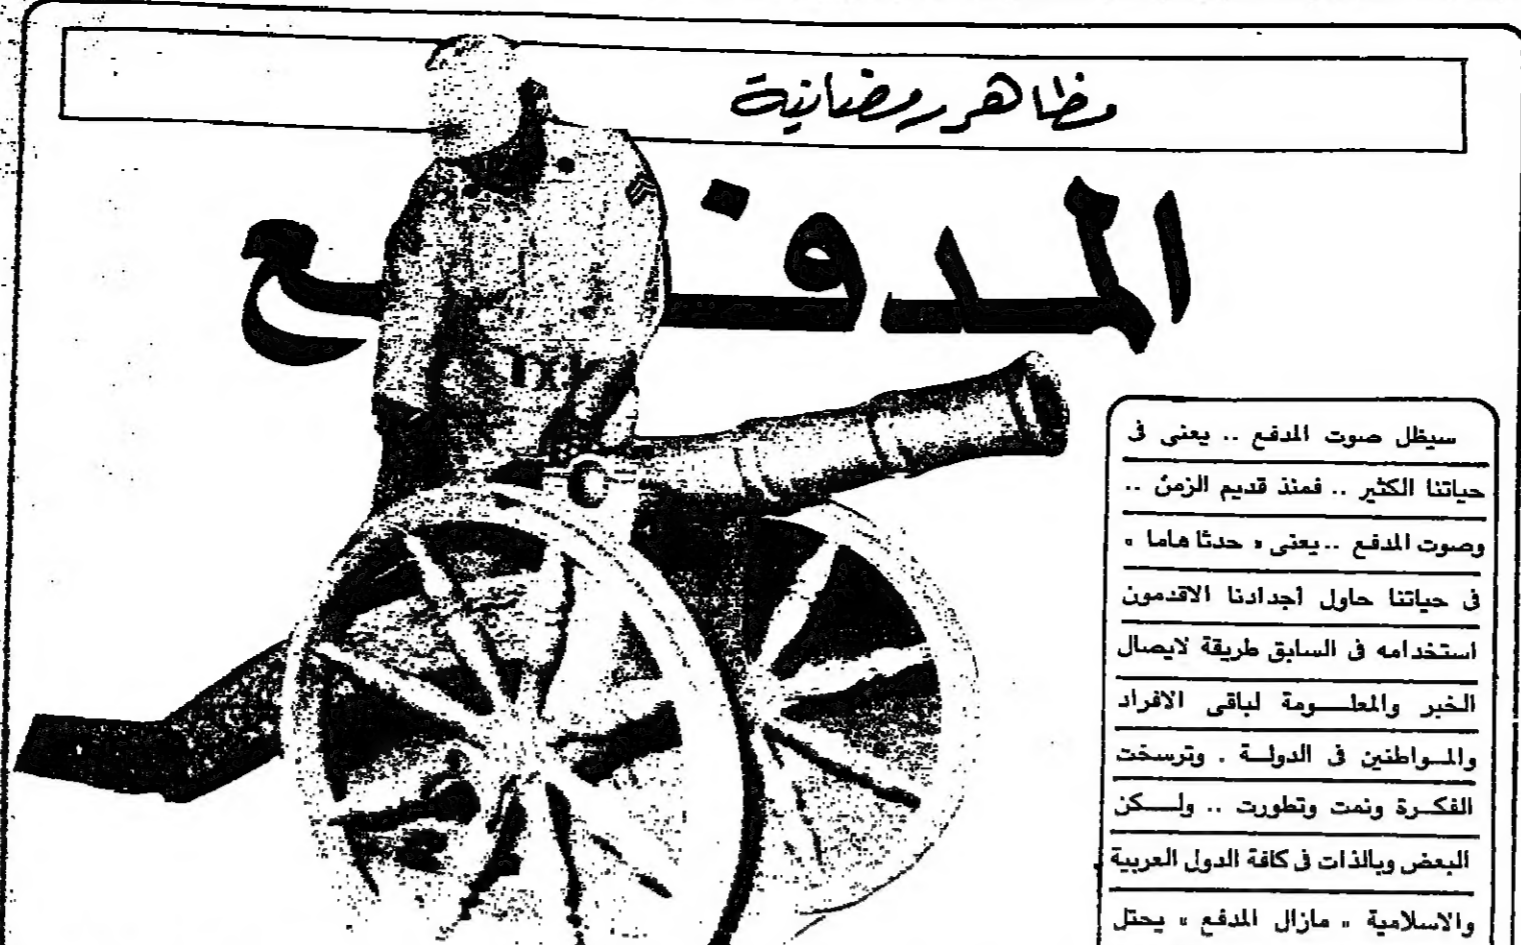 مظاهر رمضانية
المدفع
سيظل صوت المدفع .. يعنى فى
حياتنا الكثير .. فمنذ قديم الزمن ..
وصوت المدفع .. يعنى « حدثا هاما »
فى حياتنا حاول أجدادنا الاقدمون
استخدامه فى السابق طريقة لايصال
الخبر والمعلـــومة لباقى الافراد
والمــواطنين فى الدولــة . وترسخت
الفكــرة ونمت وتطورت .. ولــكن
البعض وبالذات فى كافة الدول العربية
والاسلامية « مازال المدفع » يحتل